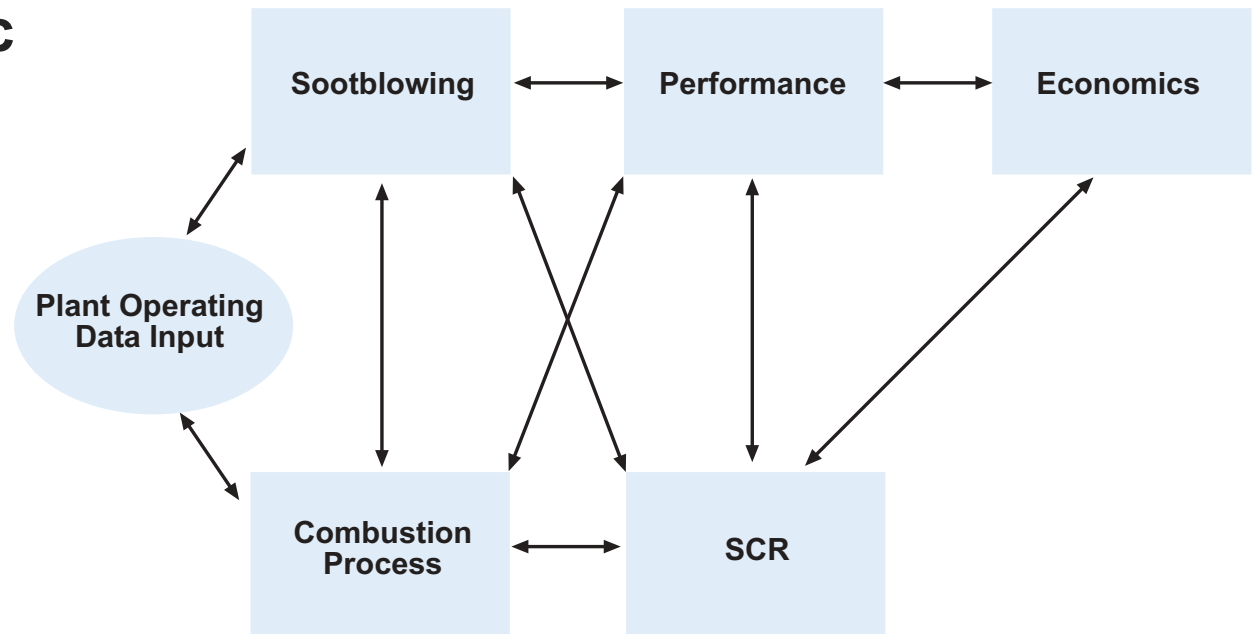 c
Sootblowing
Performance
Economics
Plant Operating
Data Input
Combustion
Process
SCR